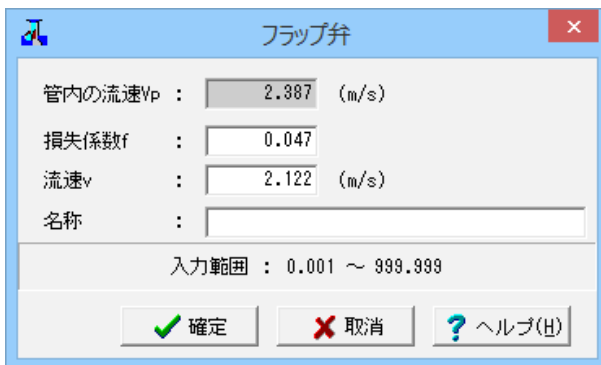 フラップ弁
管内の流速Vp : 2.387 (m/s)
損失係数f : 0.047
流速v : 2.122 (m/s)
名称 :
入力範囲 : 0.001 ～ 999.999
確定 取消 ヘルプ(H)